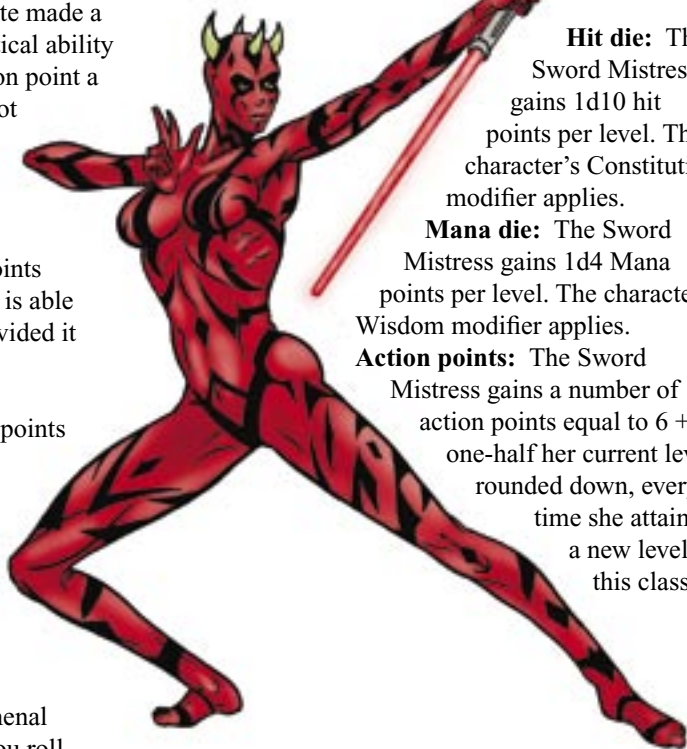 te made a
tical ability
on point a
ot
oints
is able
vided it
points
nenal
ou roll
Hit die: Th
Sword Mistres
gains 1d10 hit
points per level. Th
character's Constituti
modifier applies.
Mana die: The Sword
Mistress gains 1d4 Mana
points per level. The characte
Wisdom modifier applies.
Action points: The Sword
Mistress gains a number of
action points equal to 6 +
one-half her current lev
rounded down, ever
time she attain
a new level
this class